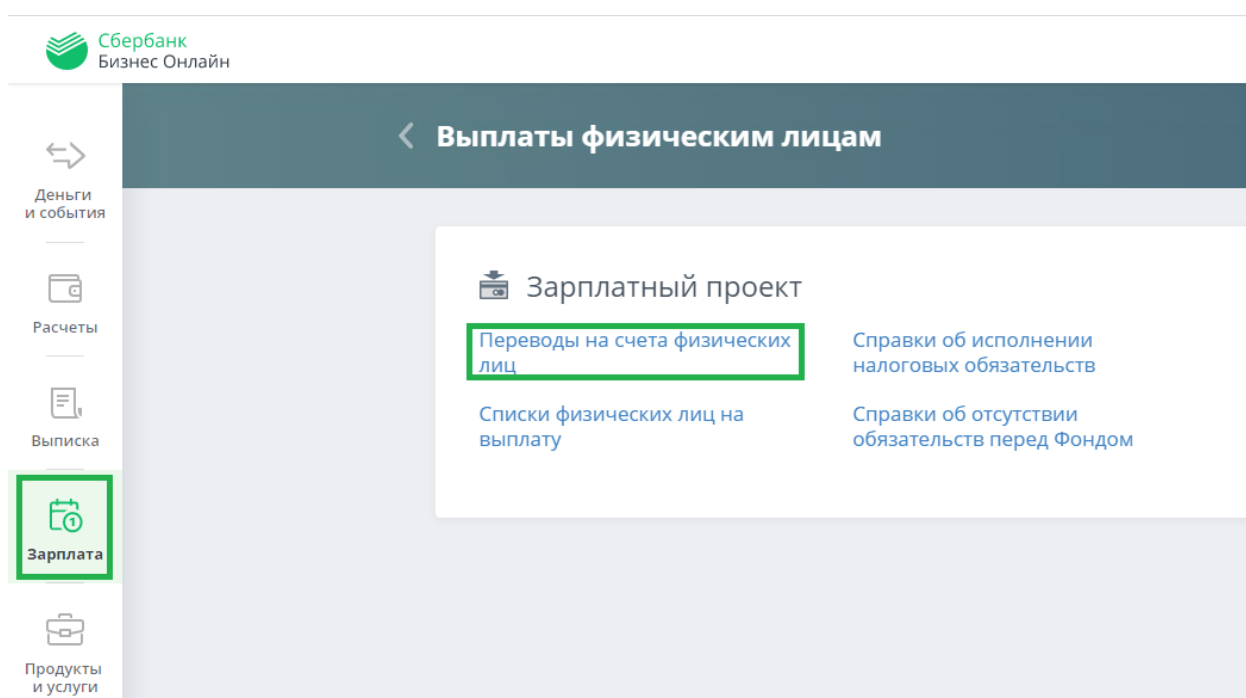 Сбербанк
Бизнес Онлайн
Выплаты физическим лицам
Деньги
и события
Расчеты
Выписка
Зарплата
Продукты
и услуги
Зарплатный проект
Переводы на счета физических
лиц
Списки физических лиц на
выплату
Справки об исполнении
налоговых обязательств
Справки об отсутствии
обязательств перед Фондом